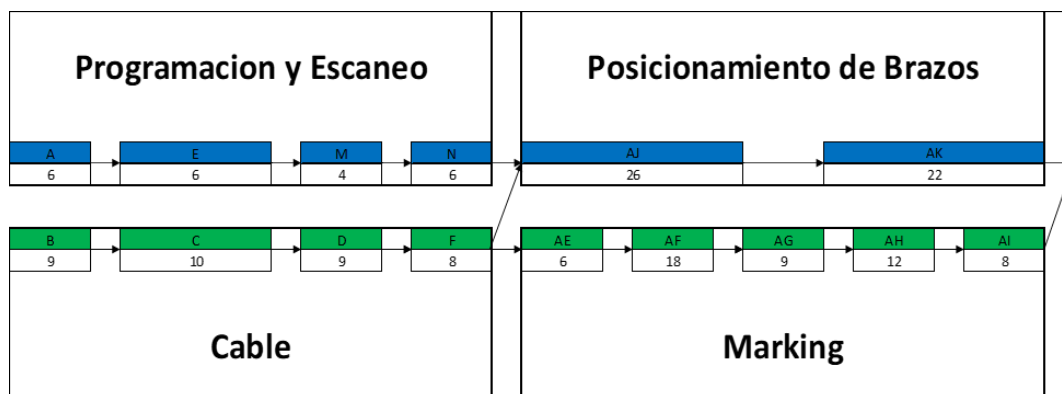 Programacion y Escaneo
Posicionamiento de Brazos
A E M N AJ AK
6 6 4 6 26 22
B C D F AE AF AG AH AI
9 10 9 8 6 18 9 12 8
Cable
Marking